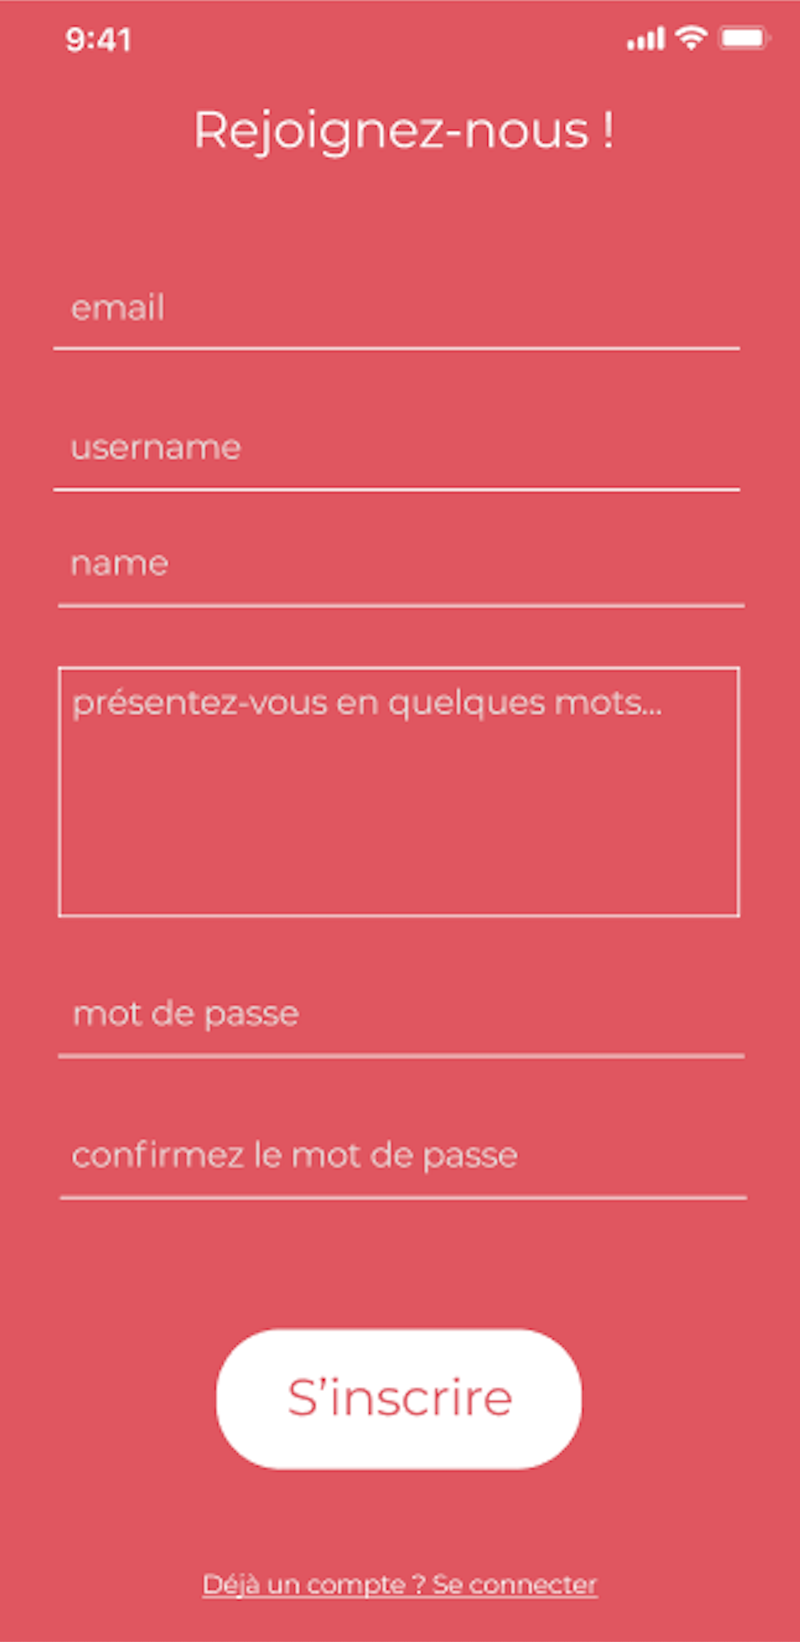 9:41
Rejoignez-nous !
email
username
name
présentez-vous en quelques mots...
mot de passe
confirmez le mot de passe
S'inscrire
Déjà un compte ? Se connecter